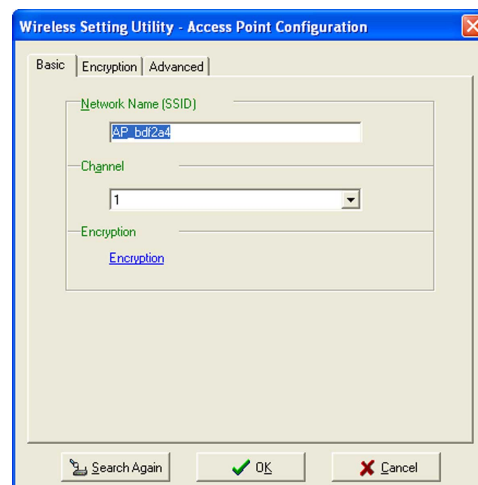 Wireless Setting Utility - Access Point Configuration
Basic Encryption Advanced
Network Name (SSID)
AP_bdf2a4
Channel
1
Encryption
Encryption
Search Again OK Cancel